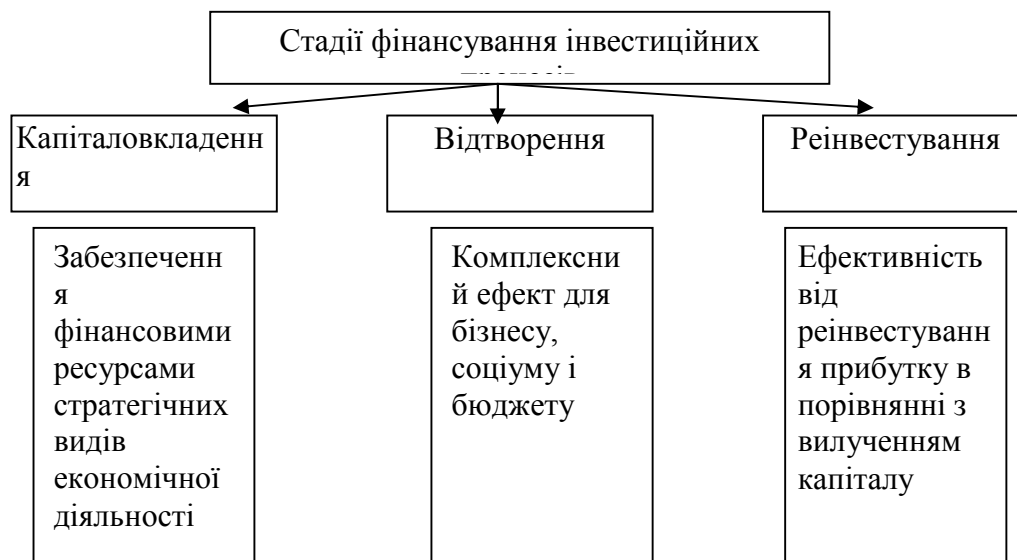 Стадії фінансування інвестиційних
Капіталовкладенн
я
Відтворення
Реінвестування
Забезпеченн
я
фінансовими
ресурсами
стратегічних
видів
економічної
діяльності
Комплексни
й ефект для
бізнесу,
соціуму і
бюджету
Ефективність
від
реінвестуванн
я прибутку в
порівнянні з
вилученням
капіталу